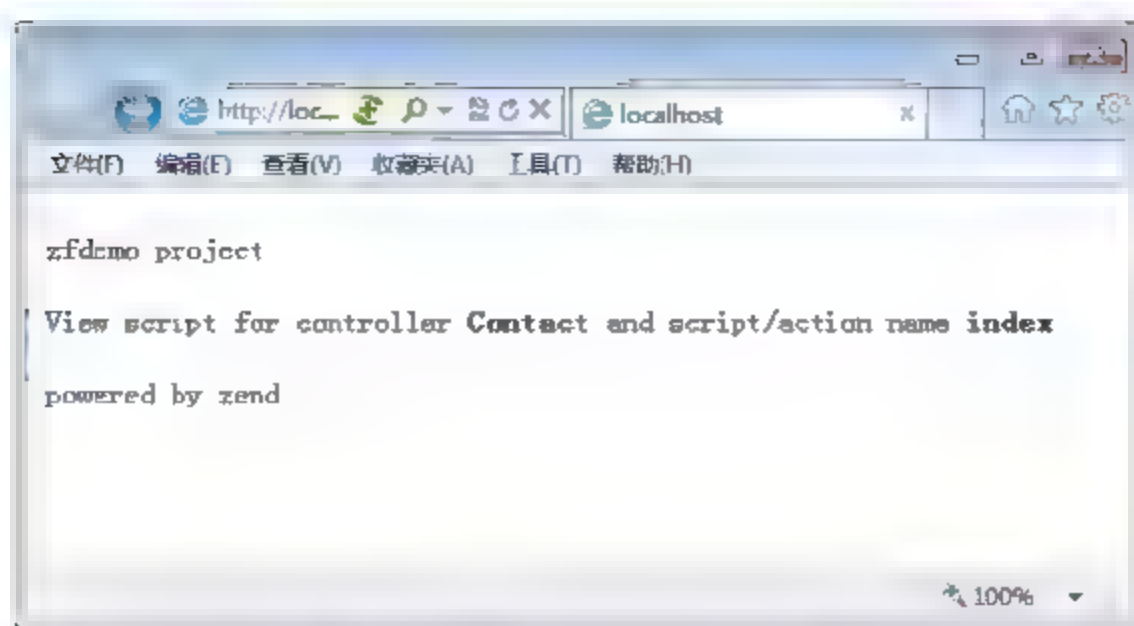 http://loc... localhost
文件(F) 编辑(E) 查看(V) 收藏夹(A) 工具(T) 帮助(H)
zfdemo project
View script for controller Contact and script/action name index
powered by zend
100%